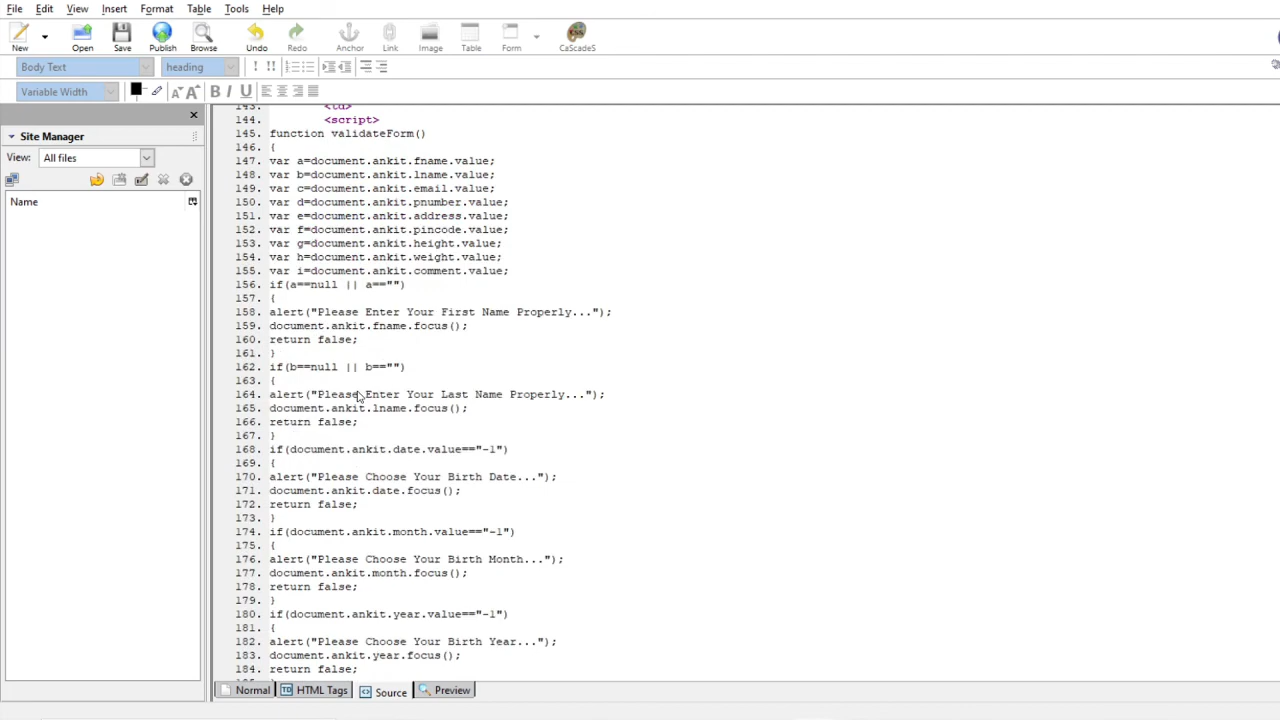 File Edit View Insert Format Table Tools Help
New Open Save Publish Browse Undo Redo Anchor Link Image Table Form CaScadeS
Body Text heading
Variable Width B I U
Site Manager
View: All files
Name
143. <td>
144. <script>
145. function validateForm()
146. {
147. var a=document.ankit.fname.value;
148. var b=document.ankit.lname.value;
149. var c=document.ankit.email.value;
150. var d=document.ankit.pnumber.value;
151. var e=document.ankit.address.value;
152. var f=document.ankit.pincode.value;
153. var g=document.ankit.height.value;
154. var h=document.ankit.weight.value;
155. var i=document.ankit.comment.value;
156. if(a==null || a=="")
157. {
158. alert("Please Enter Your First Name Properly...");
159. document.ankit.fname.focus();
160. return false;
161. }
162. if(b==null || b=="")
163. {
164. alert("Please Enter Your Last Name Properly...");
165. document.ankit.lname.focus();
166. return false;
167. }
168. if(document.ankit.date.value=="-1")
169. {
170. alert("Please Choose Your Birth Date...");
171. document.ankit.date.focus();
172. return false;
173. }
174. if(document.ankit.month.value=="-1")
175. {
176. alert("Please Choose Your Birth Month...");
177. document.ankit.month.focus();
178. return false;
179. }
180. if(document.ankit.year.value=="-1")
181. {
182. alert("Please Choose Your Birth Year...");
183. document.ankit.year.focus();
184. return false;
Normal HTML Tags Source Preview